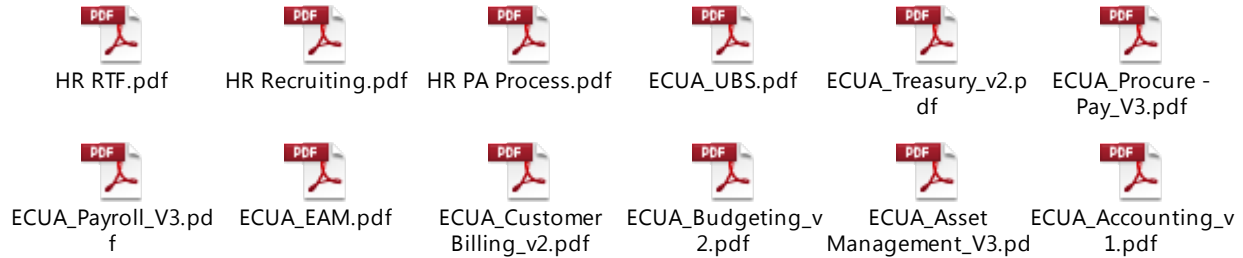 PDF PDF PDF PDF PDF PDF
HR RTF.pdf HR Recruiting.pdf HR PA Process.pdf ECUA_UBS.pdf ECUA_Treasury_v2.p ECUA_Procure -
df Pay_V3.pdf
PDF PDF PDF PDF PDF PDF
ECUA_Payroll_V3.pd ECUA_EAM.pdf ECUA_Customer ECUA_Budgeting_v ECUA_Asset ECUA_Accounting_v
f Billing_v2.pdf 2.pdf Management_V3.pd 1.pdf